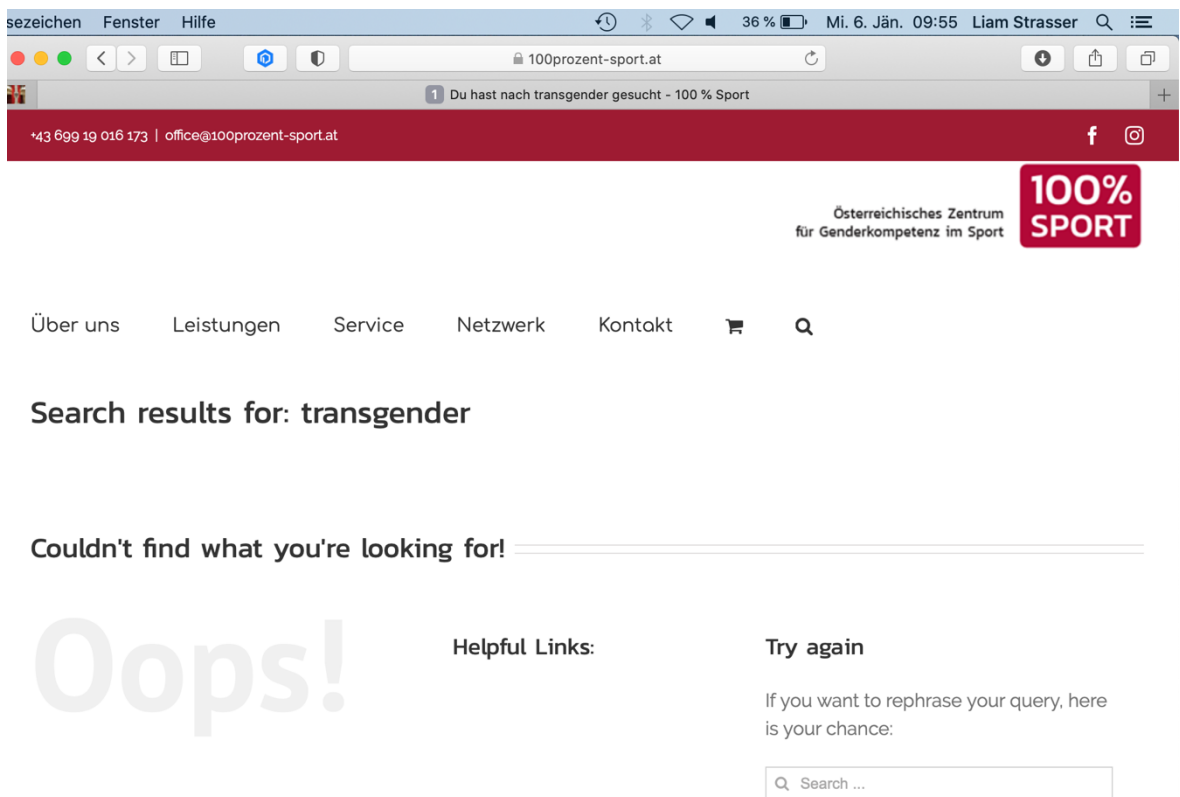 sezeichen Fenster Hilfe 36 % Mi. 6. Jän. 09:55 Liam Strasser
100prozent-sport.at
1 Du hast nach transgender gesucht - 100 % Sport
+43 699 19 016 173 | office@100prozent-sport.at
100%
SPORT
Österreichisches Zentrum
für Genderkompetenz im Sport
Über uns Leistungen Service Netzwerk Kontakt
Search results for: transgender
Couldn't find what you're looking for!
Oops!
Helpful Links:
Try again
If you want to rephrase your query, here
is your chance:
Search ...